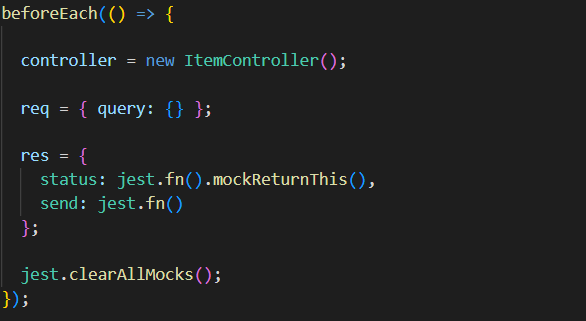 beforeEach(() => {
controller = new ItemController();
req = { query: {} };
res = {
status: jest.fn().mockReturnThis(),
send: jest.fn()
};
jest.clearAllMocks();
});